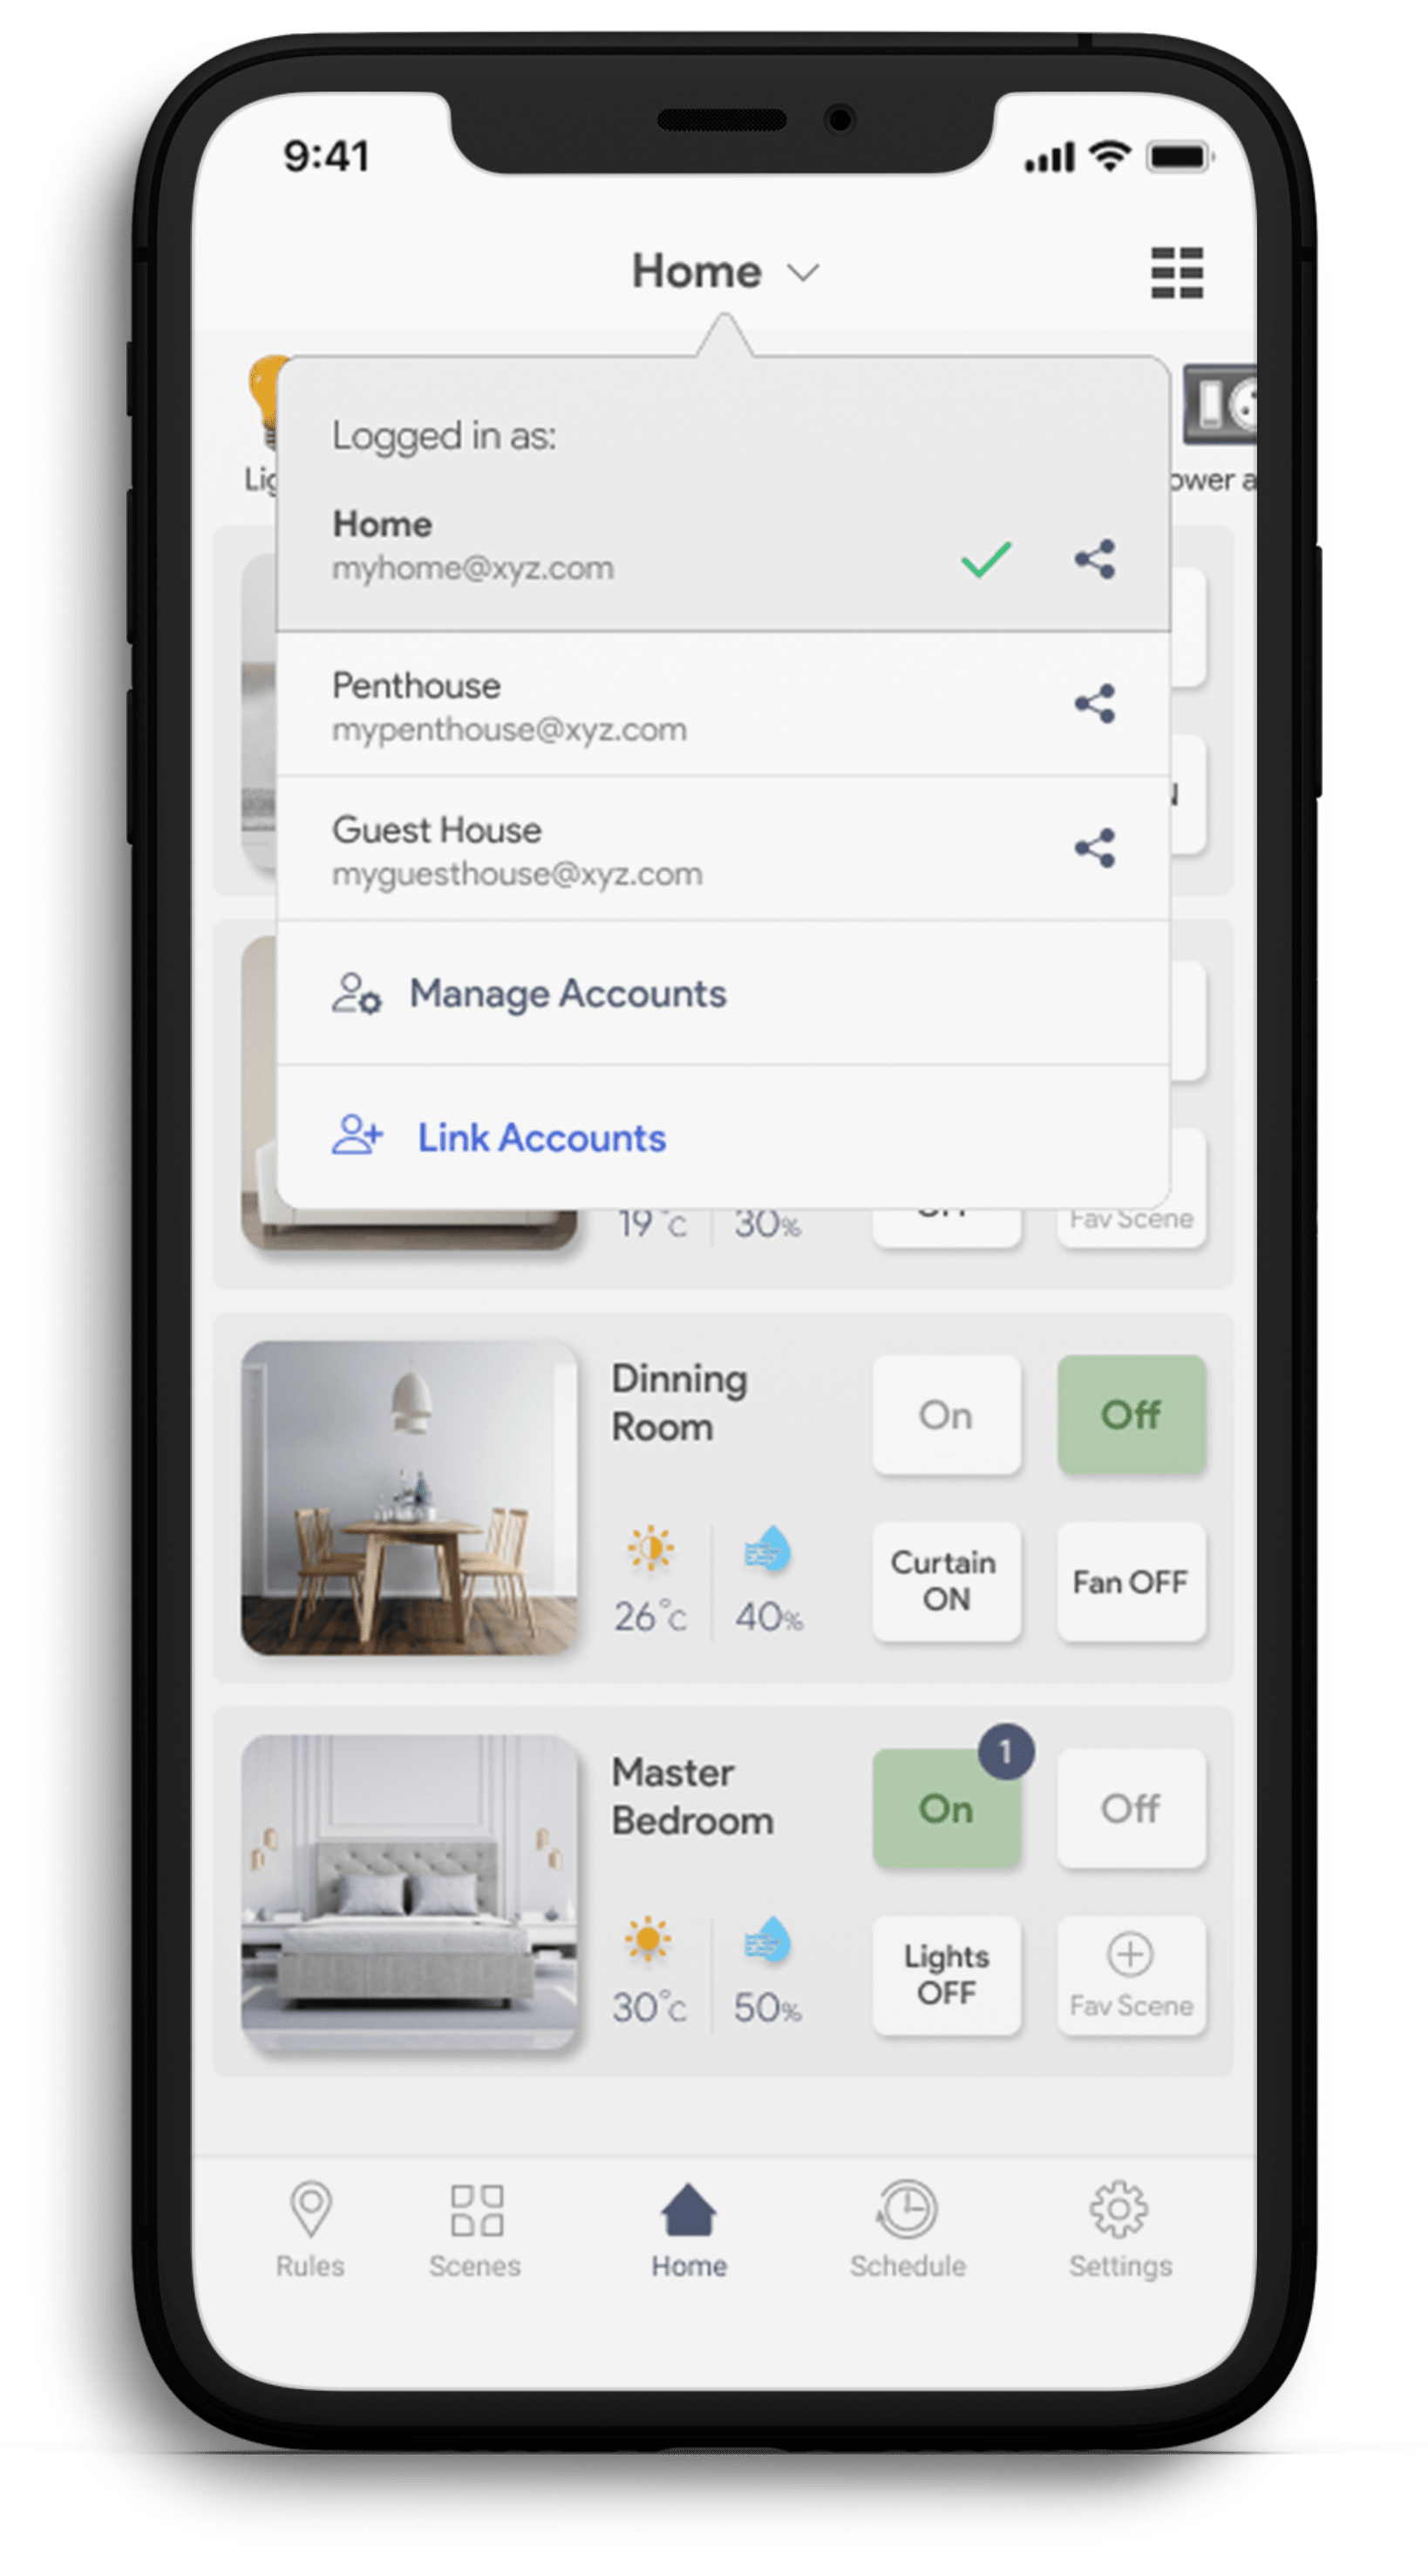 9:41
Home
Logged in as:
Home
myhome@xyz.com
Penthouse
mypenthouse@xyz.com
Guest House
myguesthouse@xyz.com
Manage Accounts
Link Accounts
19°C
30%
Fav Scene
Dinning
Room
On
Off
26°C
40%
Curtain
ON
Fan OFF
Master
Bedroom
On
1
Off
30°C
50%
Lights
OFF
Fav Scene
Rules
Scenes
Home
Schedule
Settings